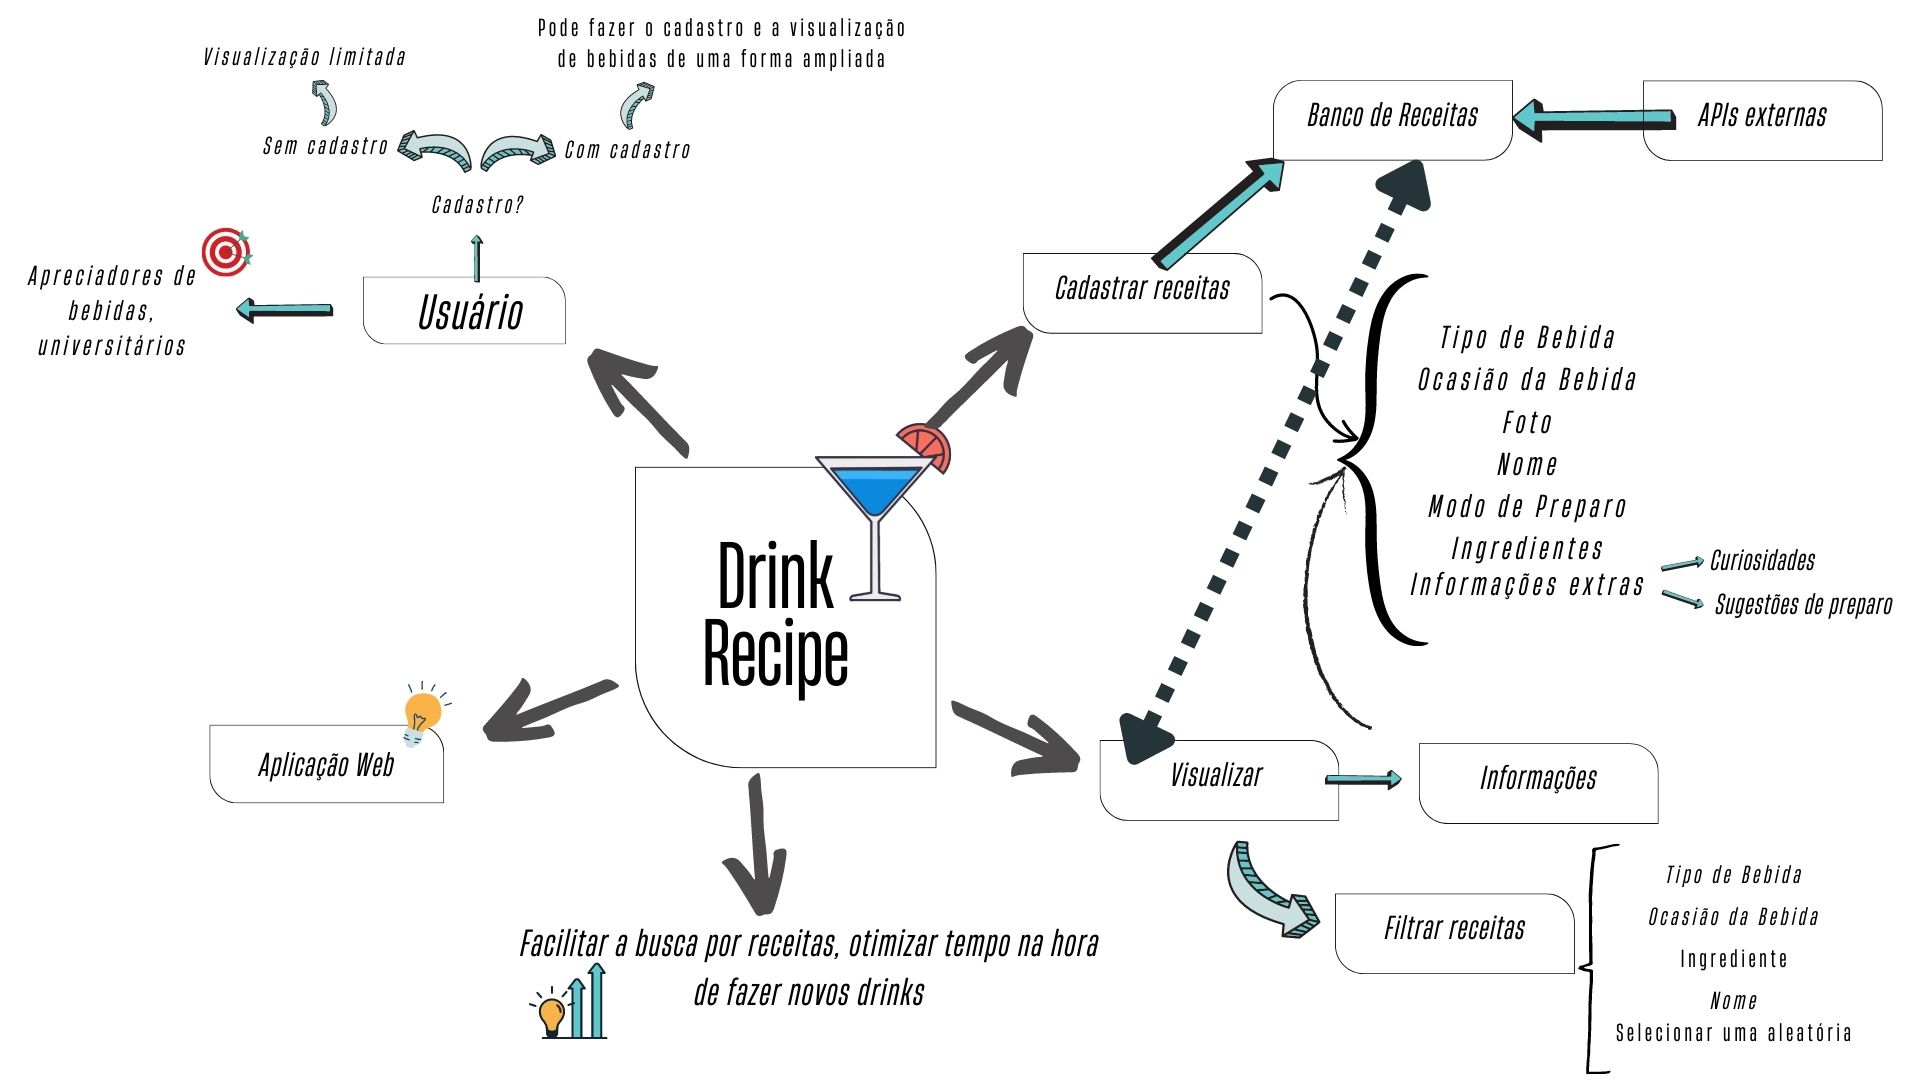 Pode fazer o cadastro e a visualização
de bebidas de uma forma ampliada
Visualização limitada
Sem cadastro
Com cadastro
Cadastro?
Apreciadores de
bebidas,
universitários
Usuário
Banco de Receitas
APIs externas
Cadastrar receitas
Tipo de Bebida
Ocasião da Bebida
Foto
Nome
Modo de Preparo
Ingredientes
Informações extras
Curiosidades
Sugestões de preparo
Drink
Recipe
Aplicação Web
Visualizar
Informações
Filtrar receitas
Tipo de Bebida
Ocasião da Bebida
Ingrediente
Nome
Selecionar uma aleatória
Facilitar a busca por receitas, otimizar tempo na hora
de fazer novos drinks